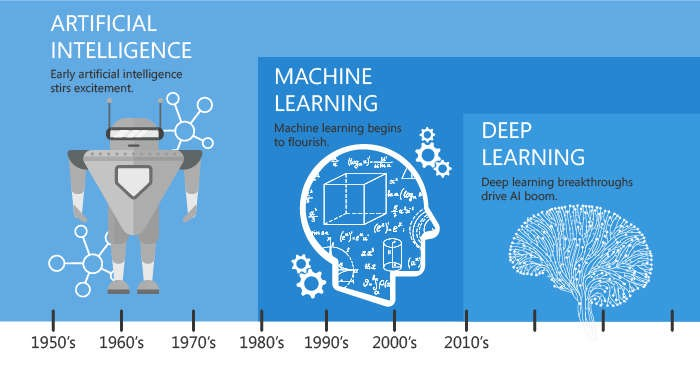 ARTIFICIAL
INTELLIGENCE
Early artificial intelligence
stirs excitement.
MACHINE
LEARNING
Machine learning begins
to flourish.
DEEP
LEARNING
Deep learning breakthroughs
drive AI boom.
1950's 1960's 1970's 1980's 1990's 2000's 2010's